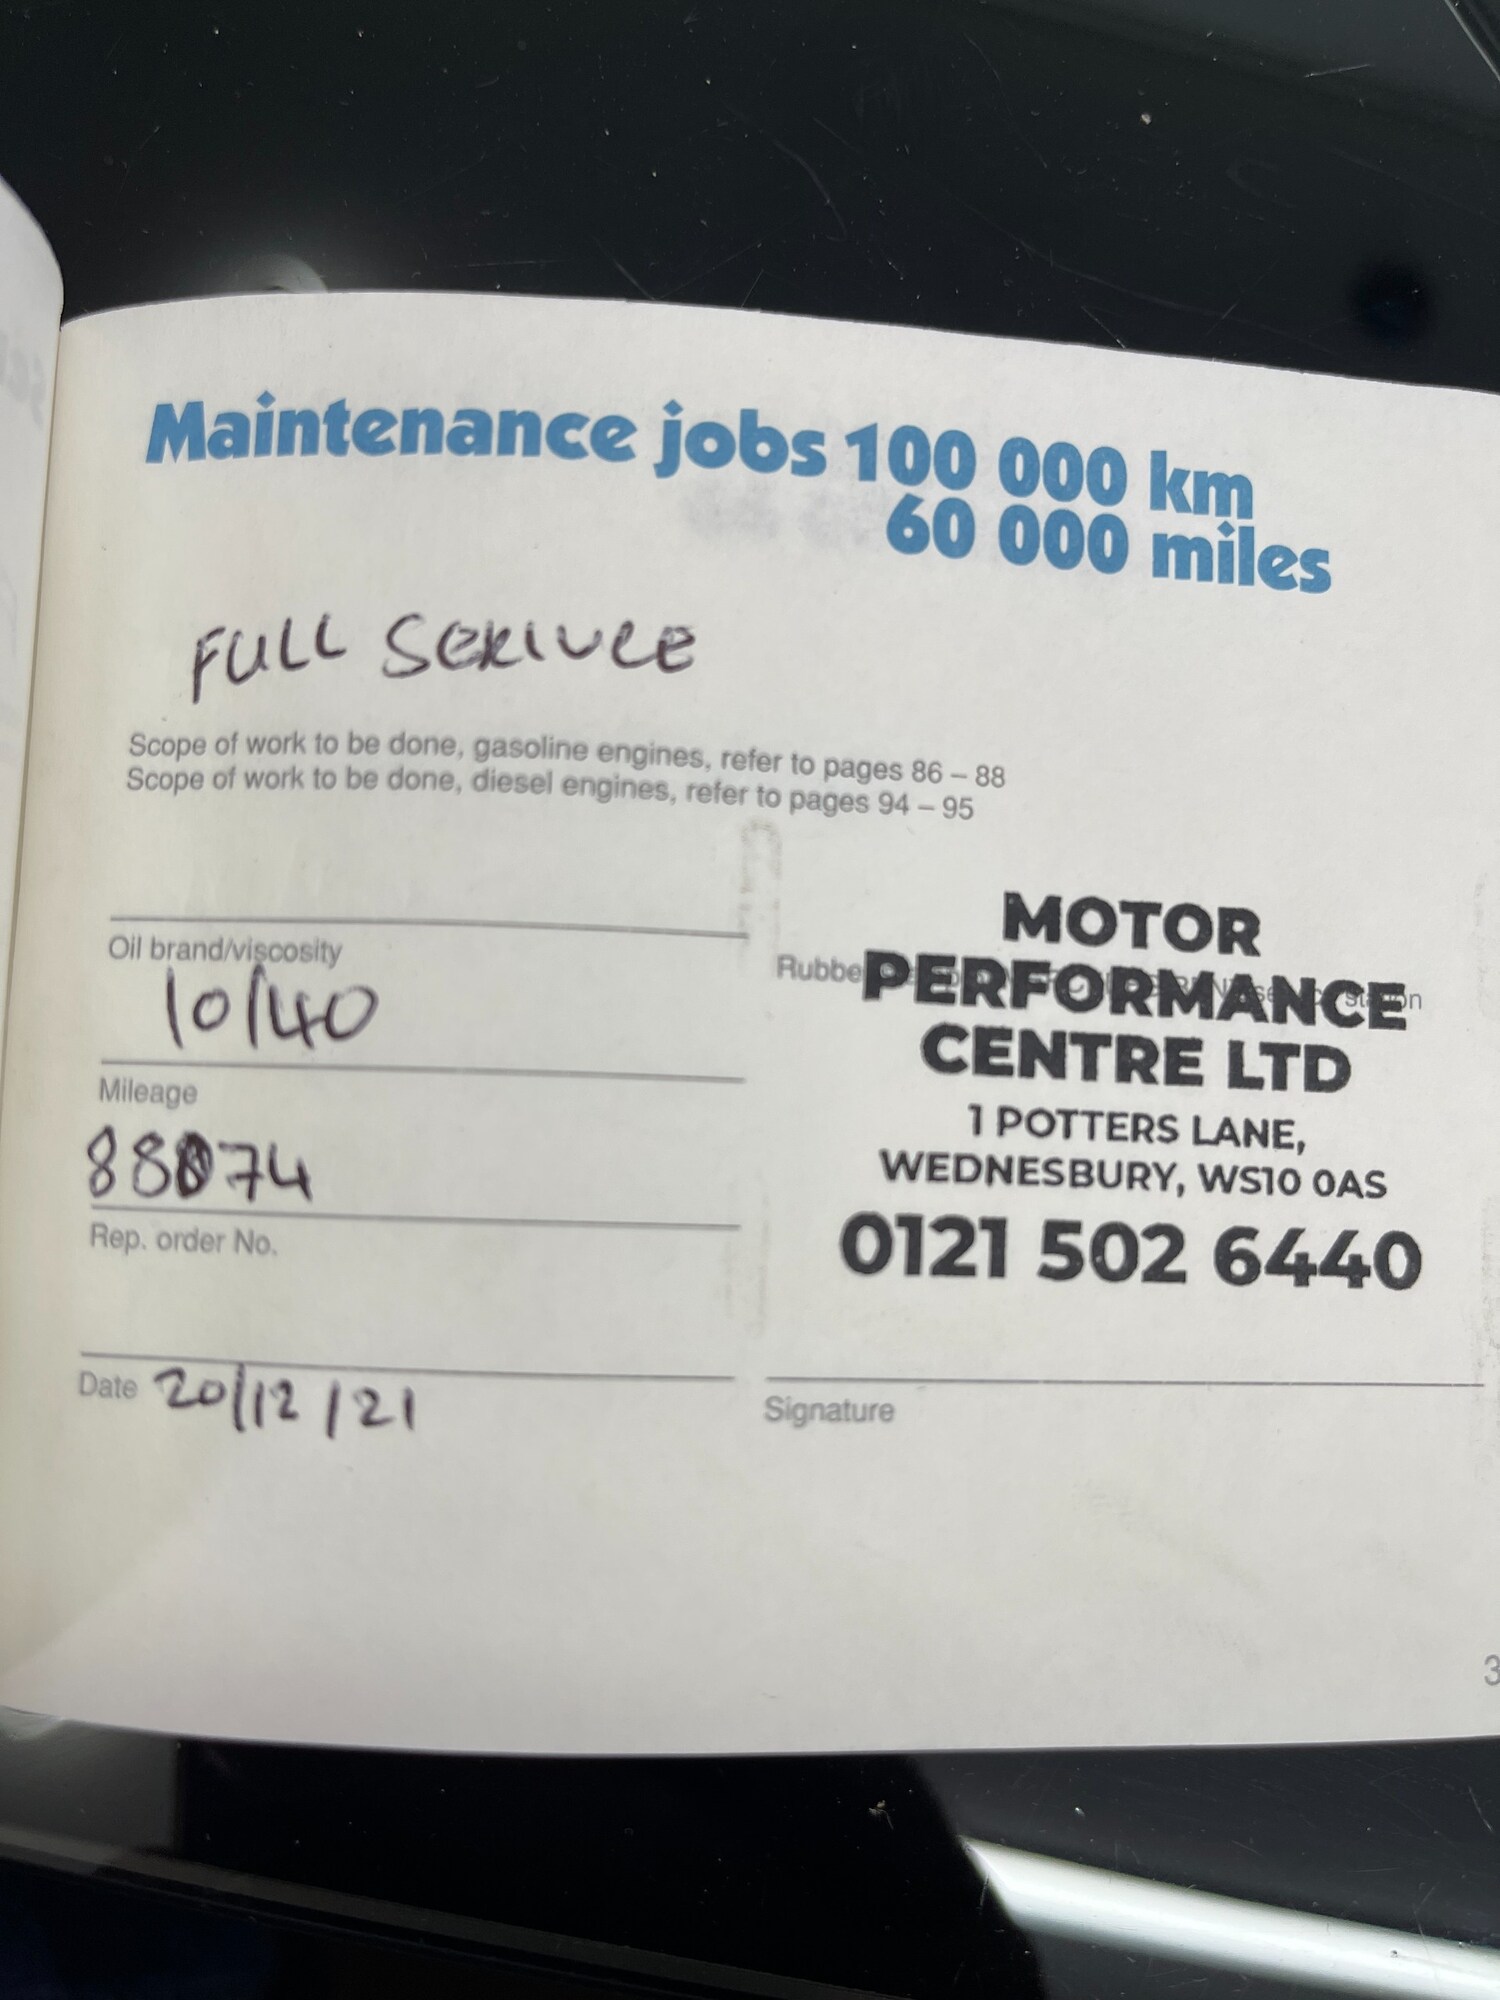 Maintenance jobs 100 000 km
60 000 miles
FULL SERIVCE
Scope of work to be done, gasoline engines, refer to pages 86 – 88
Scope of work to be done, diesel engines, refer to pages 94 – 95
Oil brand/viscosity
10/40
Mileage
88074
Rep. order No.
Date 20/12/21
MOTOR
PERFORMANCE
CENTRE LTD
1 POTTERS LANE,
WEDNESBURY, WS10 0AS
0121 502 6440
Signature